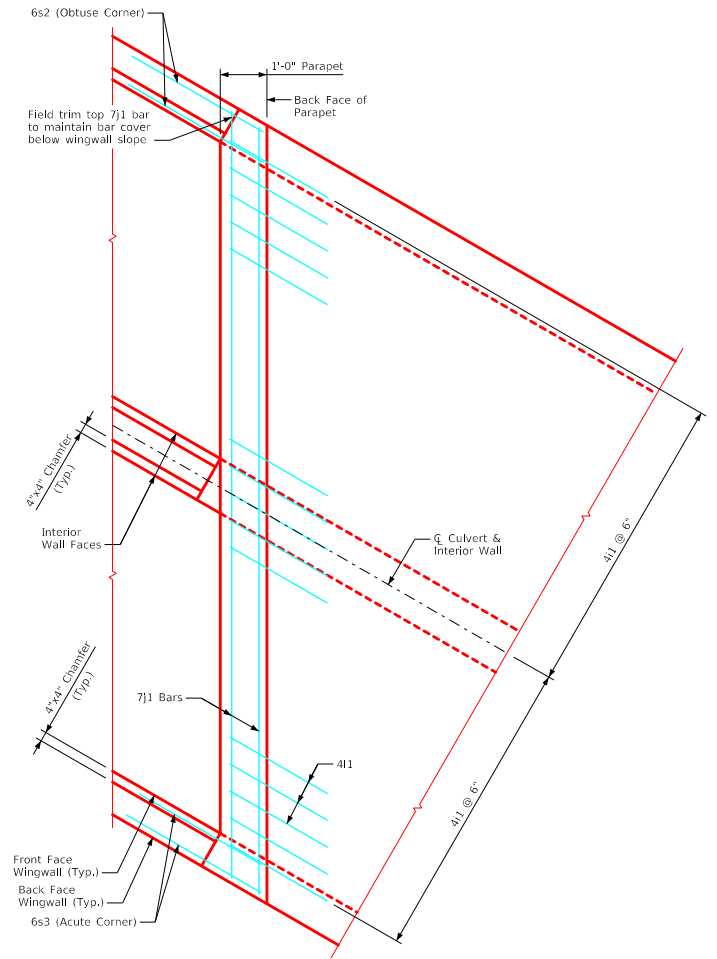 6s2 (Obtuse Corner)
1'-0" Parapet
Back Face of
Parapet
Field trim top 7j1 bar
to maintain bar cover
below wingwall slope
4"x4" Chamfer
(Typ.)
Interior
Wall Faces
℄ Culvert &
Interior Wall
4i1 @ 6"
4"x4" Chamfer
(Typ.)
7j1 Bars
4l1
4i1 @ 6"
Front Face
Wingwall (Typ.)
Back Face
Wingwall (Typ.)
6s3 (Acute Corner)